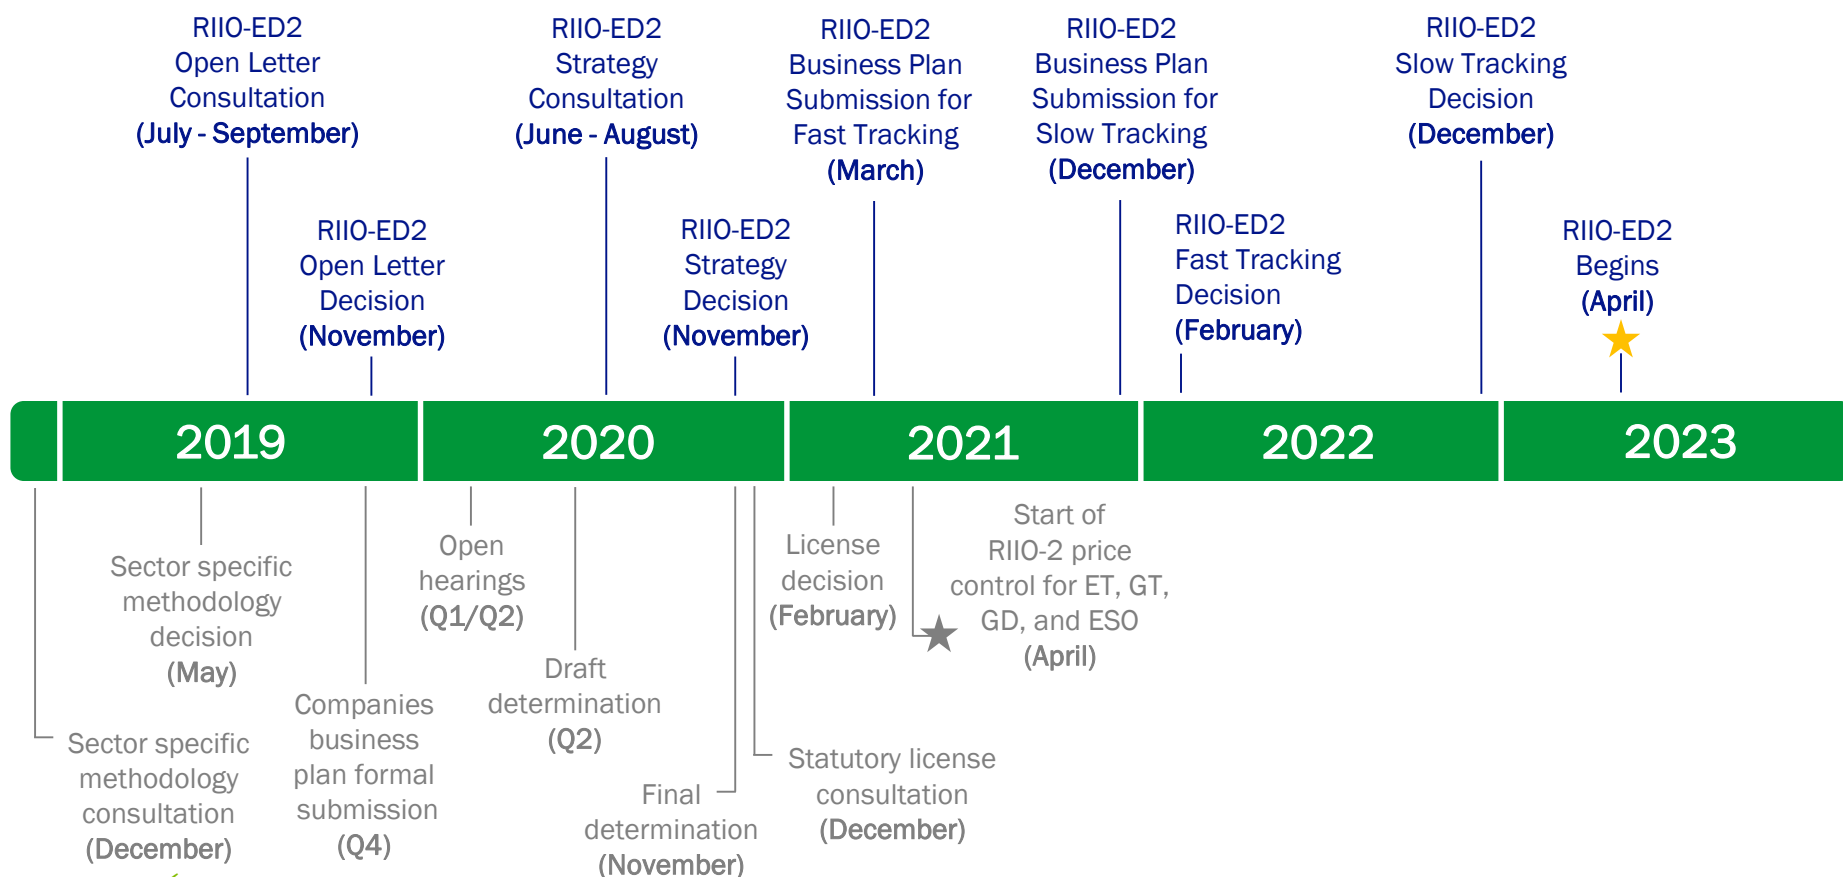 RIIO-ED2
Open Letter
Consultation
(July - September)
RIIO-ED2
Strategy
Consultation
(June - August)
RIIO-ED2
Business Plan
Submission for
Fast Tracking
(March)
RIIO-ED2
Business Plan
Submission for
Slow Tracking
(December)
RIIO-ED2
Slow Tracking
Decision
(December)
RIIO-ED2
Open Letter
Decision
(November)
RIIO-ED2
Strategy
Decision
(November)
RIIO-ED2
Fast Tracking
Decision
(February)
RIIO-ED2
Begins
(April)
2019
2020
2021
2022
2023
Sector specific
methodology
decision
(May)
Open
hearings
(Q1/Q2)
License
decision
(February)
Start of
RIIO-2 price
control for ET, GT,
GD, and ESO
(April)
Sector specific
methodology
consultation
(December)
Companies
business
plan formal
submission
(Q4)
Draft
determination
(Q2)
Final
determination
(November)
Statutory license
consultation
(December)